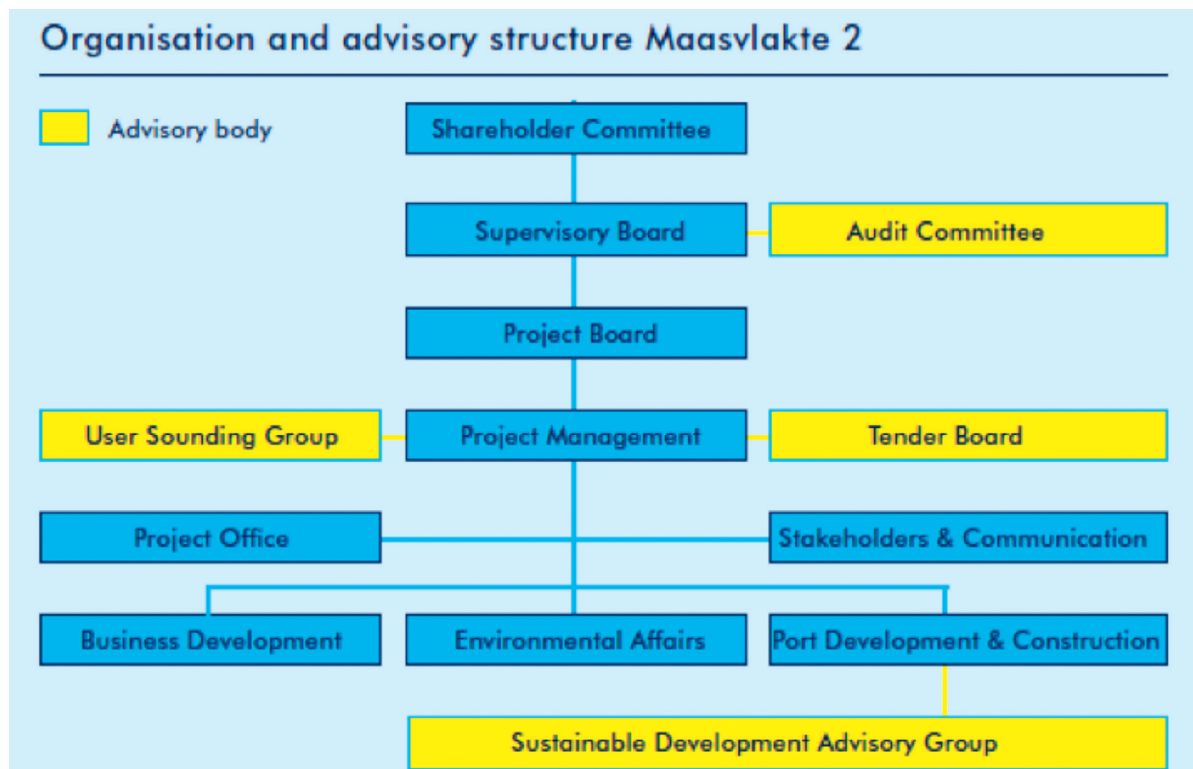 Organisation and advisory structure Maasvlakte 2
Advisory body
Shareholder Committee
Supervisory Board
Audit Committee
Project Board
User Sounding Group
Project Management
Tender Board
Project Office
Stakeholders & Communication
Business Development
Environmental Affairs
Port Development & Construction
Sustainable Development Advisory Group